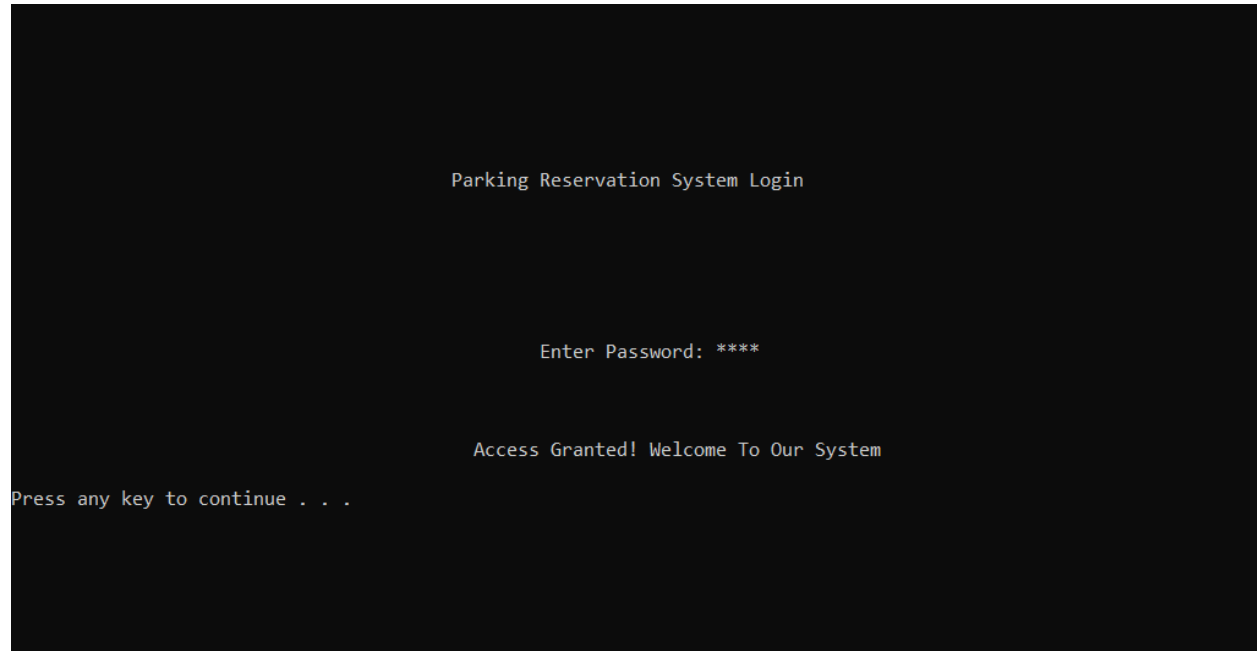 Parking Reservation System Login
Enter Password: ****
Access Granted! Welcome To Our System
Press any key to continue . . .